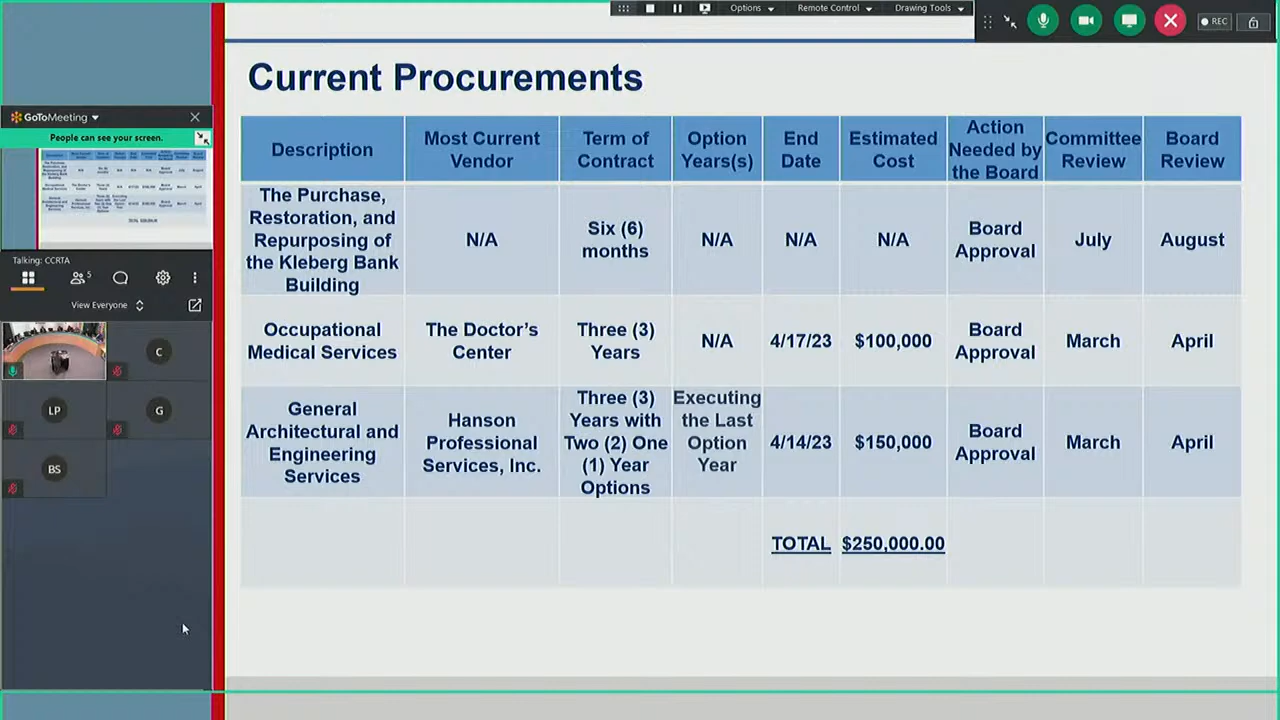 Options
Remote Control
Drawing Tools
REC
GoToMeeting
People can see your screen.
Talking: CCRTA
5
View Everyone
C
LP
G
BS
Current Procurements
Description
Most Current
Vendor
Term of
Contract
Option
Years(s)
End
Date
Estimated
Cost
Action
Needed by
the Board
Committee
Review
Board
Review
The Purchase,
Restoration, and
Repurposing of
the Kleberg Bank
Building
N/A
Six (6)
months
N/A
N/A
N/A
Board
Approval
July
August
Occupational
Medical Services
The Doctor's
Center
Three (3)
Years
N/A
4/17/23
$100,000
Board
Approval
March
April
General
Architectural and
Engineering
Services
Hanson
Professional
Services, Inc.
Three (3)
Years with
Two (2) One
(1) Year
Options
Executing
the Last
Option
Year
4/14/23
$150,000
Board
Approval
March
April
TOTAL
$250,000.00